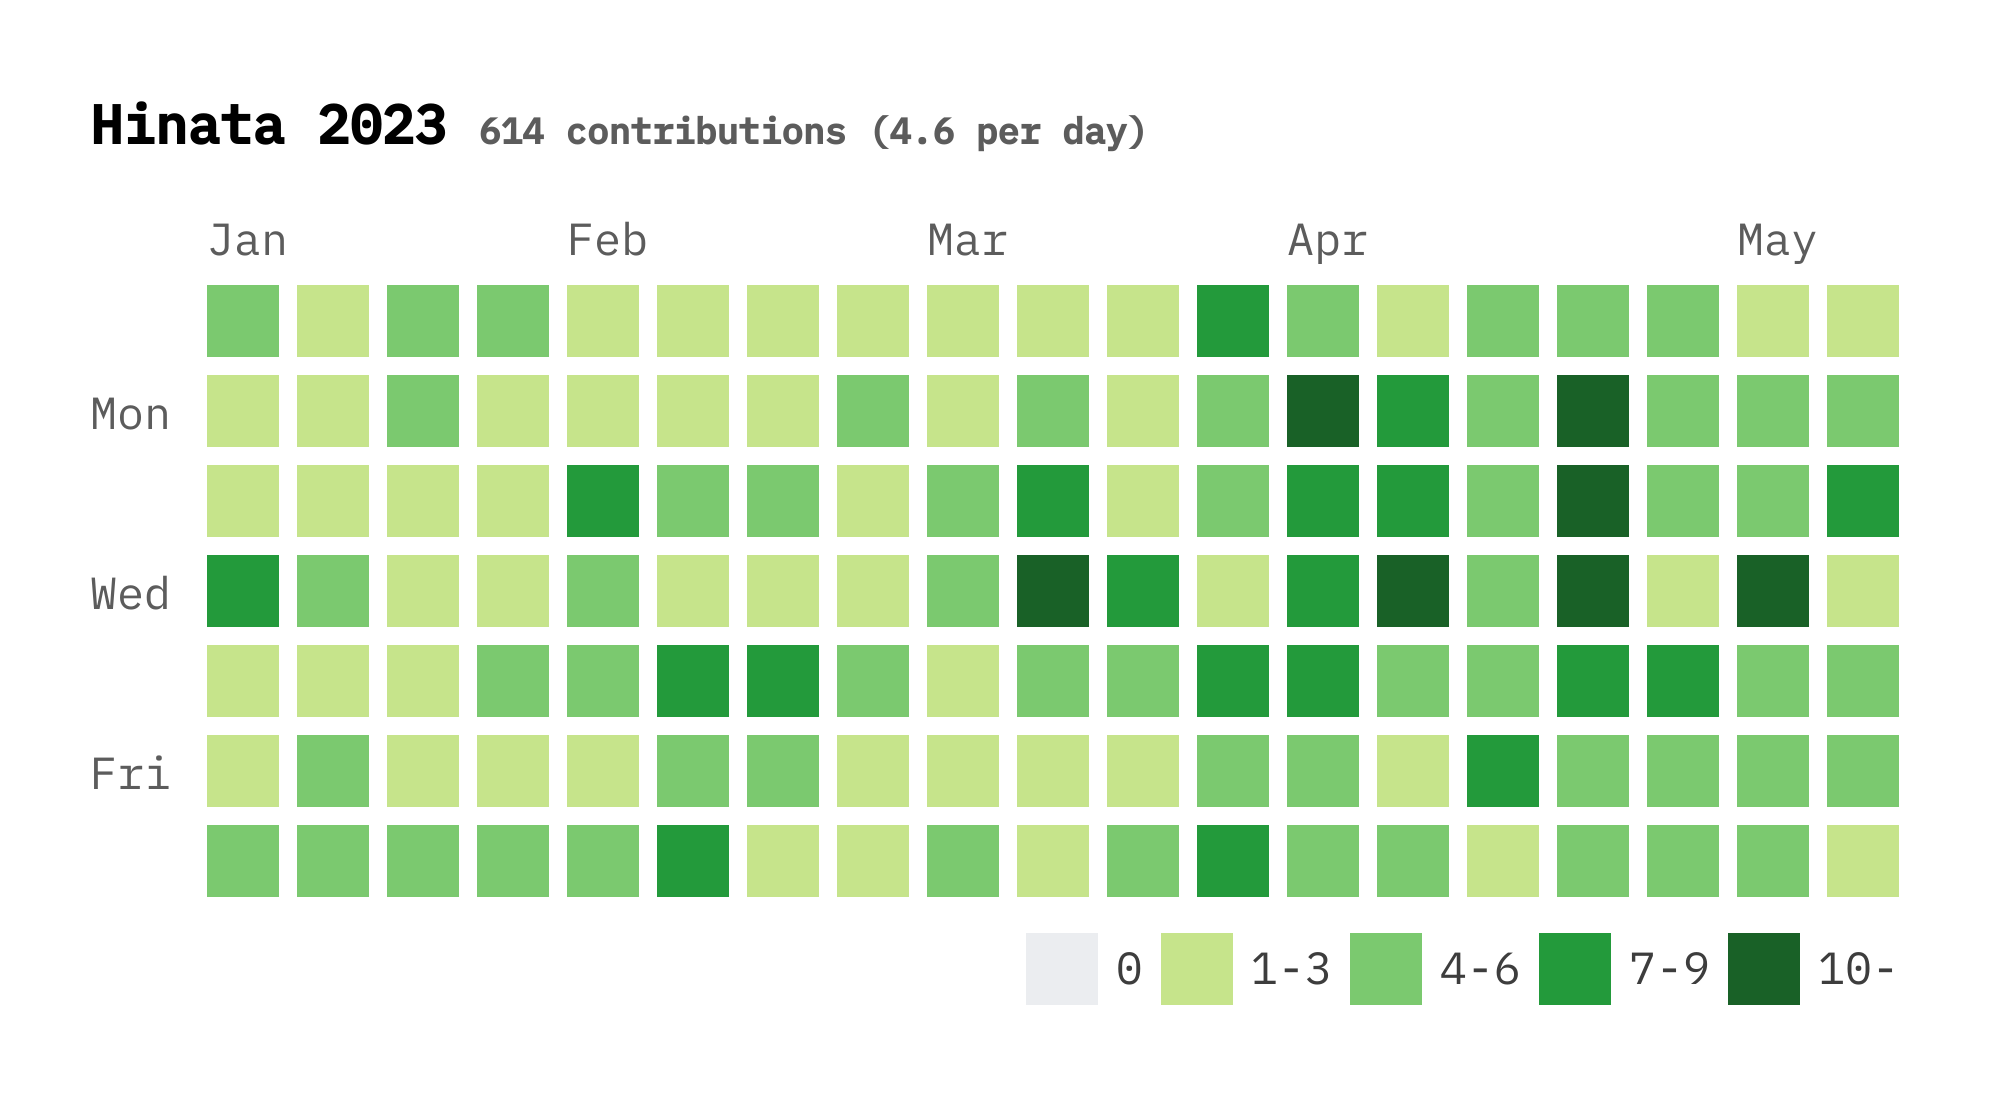 Hinata 2023 614 contributions (4.6 per day)
Jan Feb Mar Apr May
Mon
Wed
Fri
0 1-3 4-6 7-9 10-